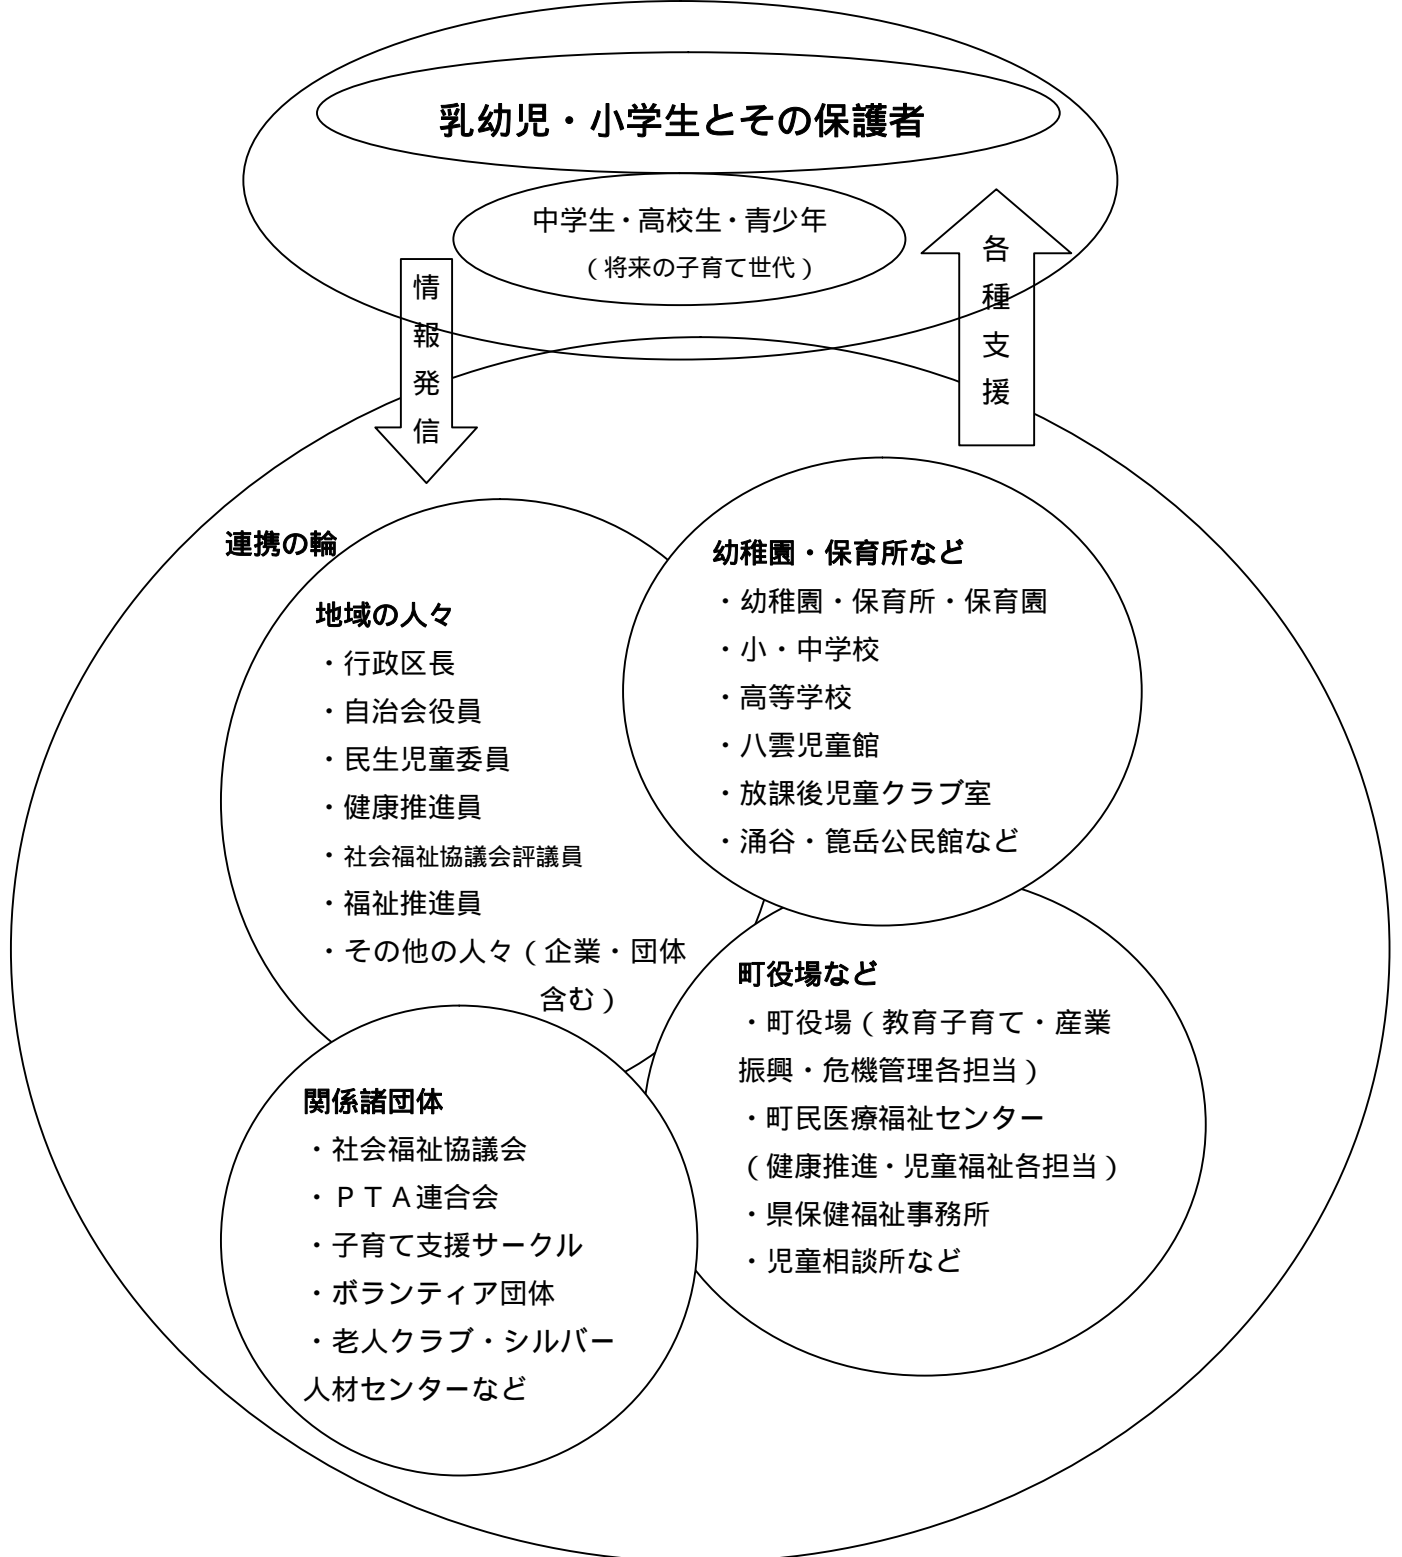 乳幼児・小学生とその保護者
中学生・高校生・青少年
（将来の子育て世代）
情報発信
各種支援
連携の輪
地域の人々
・行政区長
・自治会役員
・民生児童委員
・健康推進員
・社会福祉協議会評議員
・福祉推進員
・その他の人々（企業・団体
含む）
幼稚園・保育所など
・幼稚園・保育所・保育園
・小・中学校
・高等学校
・八雲児童館
・放課後児童クラブ室
・涌谷・箟岳公民館など
関係諸団体
・社会福祉協議会
・ＰＴＡ連合会
・子育て支援サークル
・ボランティア団体
・老人クラブ・シルバー
人材センターなど
町役場など
・町役場（教育子育て・産業
振興・危機管理各担当）
・町民医療福祉センター
（健康推進・児童福祉各担当）
・県保健福祉事務所
・児童相談所など